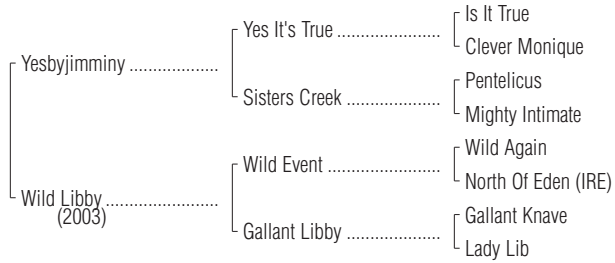 Is It True
Yes It's True ..................
Clever Monique
Yesbyjimminy ..................
Pentelicus
Sisters Creek ..................
Mighty Intimate
Wild Again
Wild Event ......................
North Of Eden (IRE)
Wild Libby .......................
(2003)
Gallant Knave
Gallant Libby ..................
Lady Lib